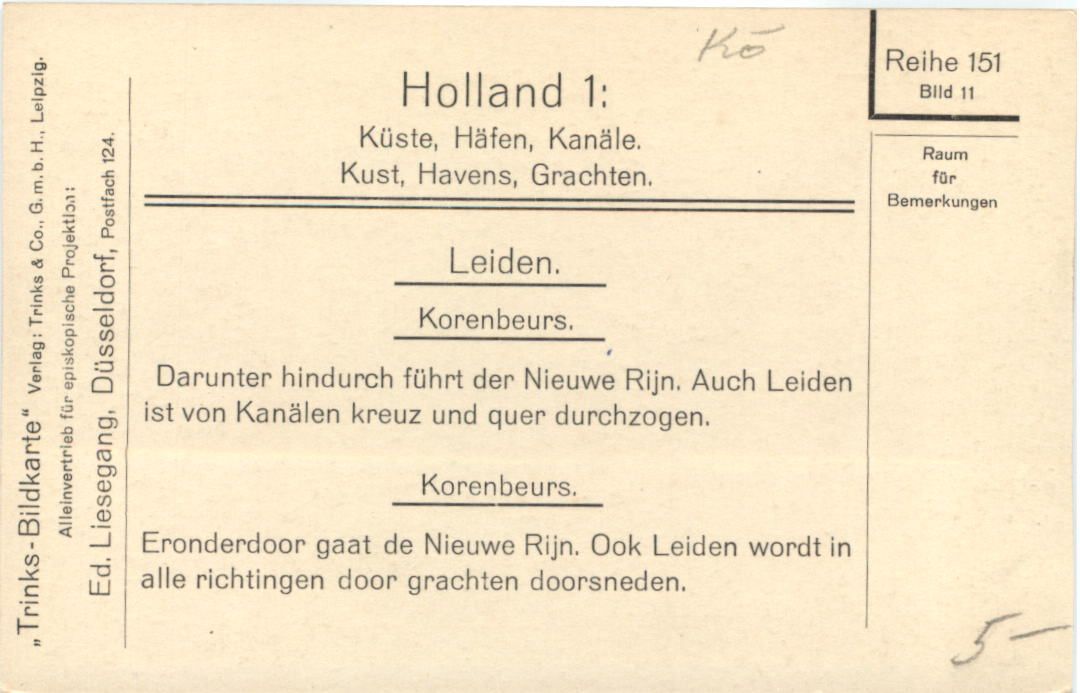 Kō
Reihe 151
Bild 11
Raum
für
Bemerkungen
Holland 1:
Küste, Häfen, Kanäle.
Kust, Havens, Grachten.
Leiden.
Korenbeurs.
Darunter hindurch führt der Nieuwe Rijn. Auch Leiden
ist von Kanälen kreuz und quer durchzogen.
Korenbeurs.
Eronderdoor gaat de Nieuwe Rijn. Ook Leiden wordt in
alle richtingen door grachten doorsneden.
„Trinks-Bildkarte“ Verlag: Trinks & Co., G.m.b.H., Leipzig.
Alleinvertrieb für episkopische Projektion:
Ed. Liesegang, Düsseldorf, Postfach 124.
5—